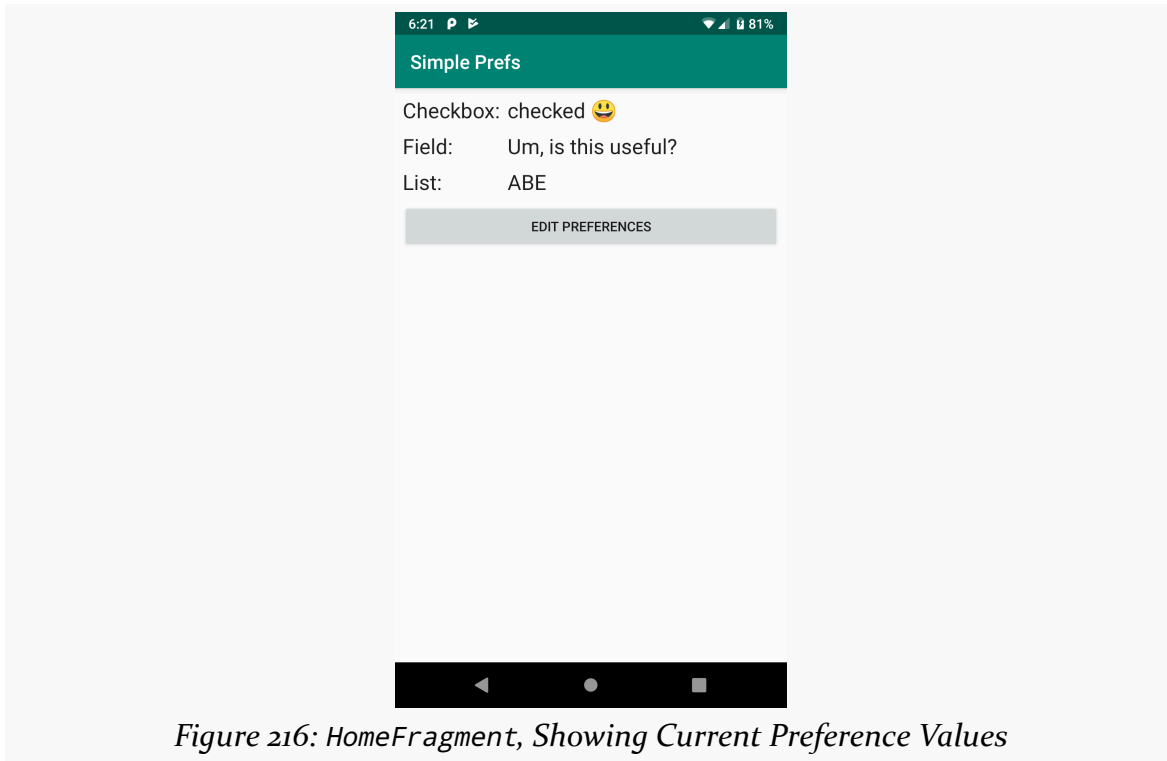 6:21 81%
Simple Prefs
Checkbox: checked 😃
Field: Um, is this useful?
List: ABE
EDIT PREFERENCES
Figure 216: HomeFragment, Showing Current Preference Values